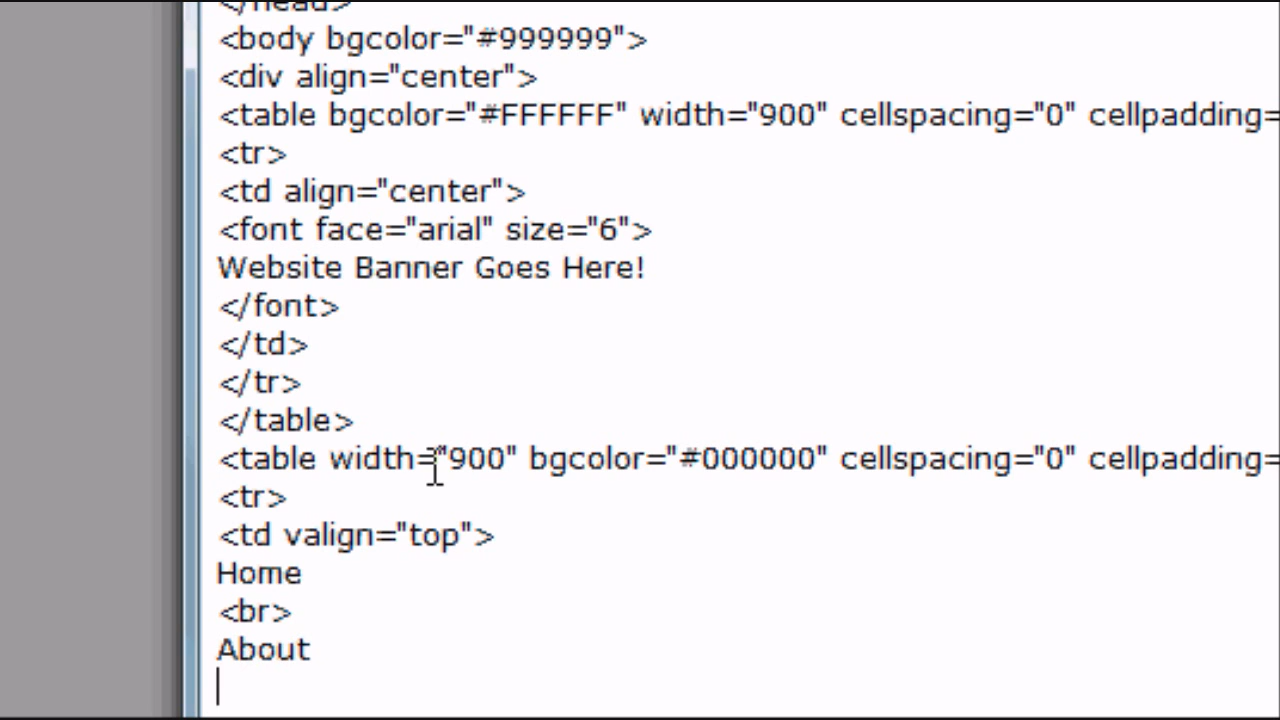 </head>
<body bgcolor="#999999">
<div align="center">
<table bgcolor="#FFFFFF" width="900" cellspacing="0" cellpadding=
<tr>
<td align="center">
<font face="arial" size="6">
Website Banner Goes Here!
</font>
</td>
</tr>
</table>
<table width="900" bgcolor="#000000" cellspacing="0" cellpadding=
<tr>
<td valign="top">
Home
<br>
About